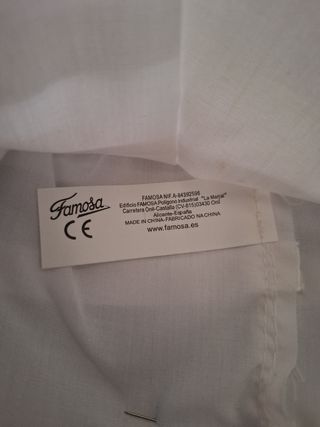 Famosa
CE
FAMOSA NIF.A-84392598
Edificio FAMOSA.Polígono Industrial "La Marjal"
Carretera Onil-Castalla (CV-815)03430 Onil
Alicante-España
MADE IN CHINA-FABRICADO NA CHINA
www.famosa.es